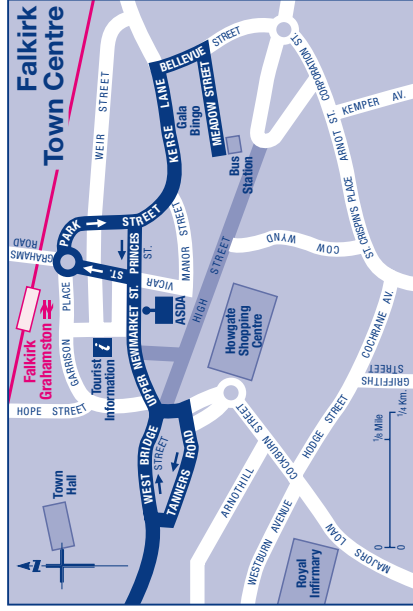 Falkirk
Town Centre
WEIR STREET
BELLEVUE STREET
KERSE LANE
Gala
Bingo
MEADOW STREET
Bus
Station
CORPORATION ST.
KEMPER AV.
ARNOT ST.
ST. CRISPIN'S PLACE
COW WYND
GRAHAMS
ROAD
PARK STREET
PRINCES
ST.
VICAR ST.
MANOR STREET
HIGH STREET
Falkirk
Grahamston
GARRISON PLACE
i
Tourist
Information
UPPER NEWMARKET ST.
ASDA
Howgate
Shopping
Centre
HOPE STREET
WEST BRIDGE
STREET
TANNERS ROAD
COCKBURN STREET
HODGE STREET
COCHRANE AV.
GRIFFITHS
STREET
ARNOTHILL
WESTBURN AVENUE
MAJORS LOAN
Town
Hall
Royal
Infirmary
N
0 1/8 Mile
0 1/4 Km.